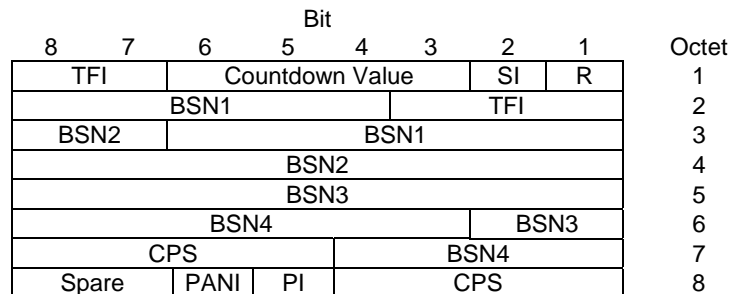 Bit
8 7 6 5 4 3 2 1 Octet
TFI Countdown Value SI R 1
BSN1 TFI 2
BSN2 BSN1 3
BSN2 4
BSN3 5
BSN4 BSN3 6
CPS BSN4 7
Spare PANI PI CPS 8